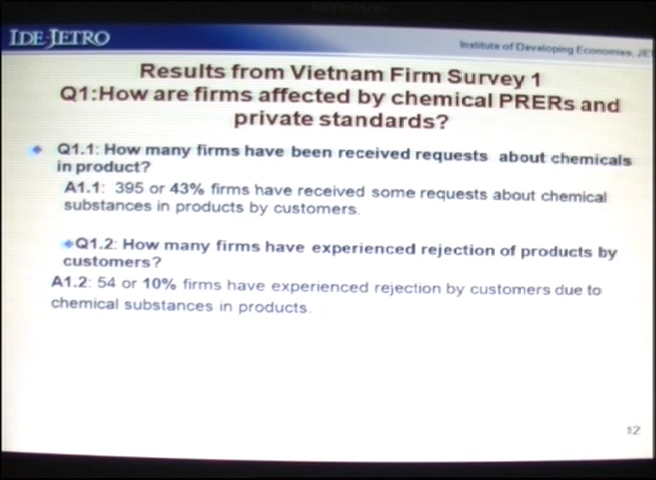 IDE-JETRO
Institute of Developing Economies,
Results from Vietnam Firm Survey 1
Q1:How are firms affected by chemical PRERs and
private standards?
Q1.1: How many firms have been received requests about chemicals
in product?
A1.1: 395 or 43% firms have received some requests about chemical
substances in products by customers.
Q1.2: How many firms have experienced rejection of products by
customers?
A1.2: 54 or 10% firms have experienced rejection by customers due to
chemical substances in products.
12